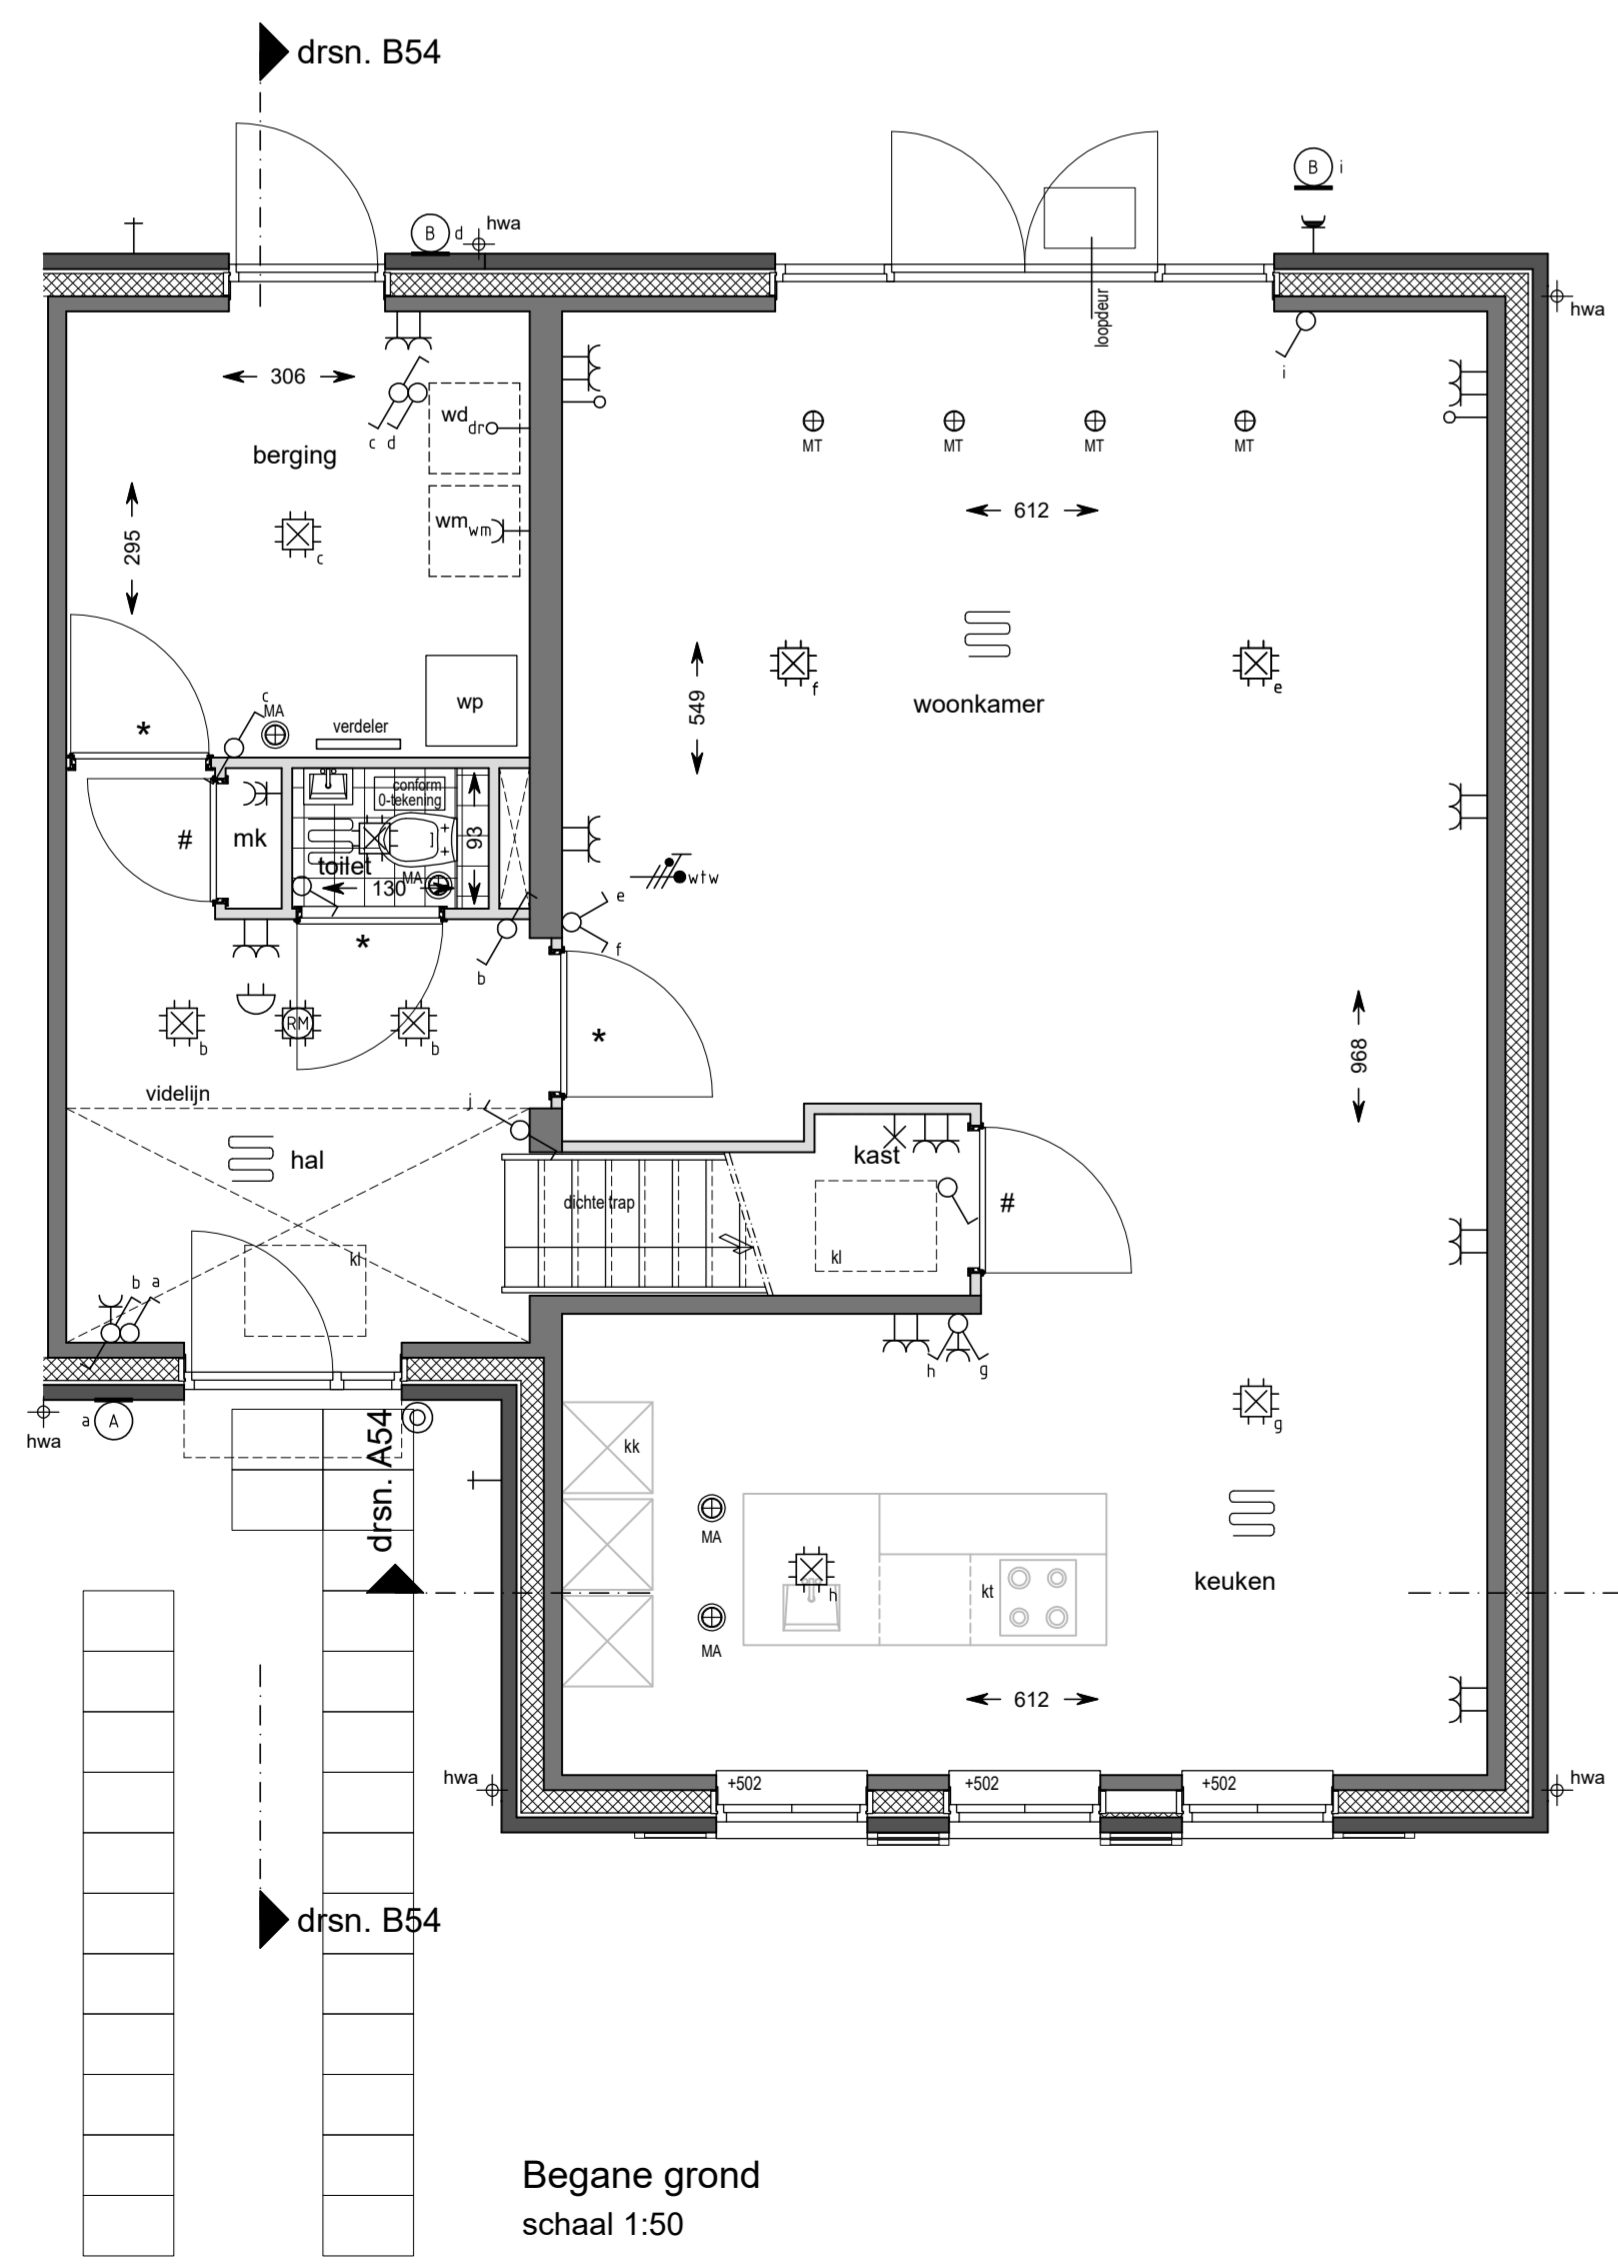 drsn. B54
B i
B d hwa
hwa
loopdeur
i
306
c d
wd
dr
berging
MT MT MT MT
612
wm
wm
295
c
f
woonkamer
e
549
c
MA
verdeler
wp
*
conform
0-tekening
#
mk
93
toilet
MA
130
wtw
*
e
f
b
b
RM
b
*
968
videlijn
j
kast
hal
dichte trap
#
kl
kl
b a
h g
a A
hwa
drsn. A54
kk
g
MA
h
kt
keuken
MA
612
hwa
+502 +502 +502
hwa
drsn. B54
Begane grond
schaal 1:50